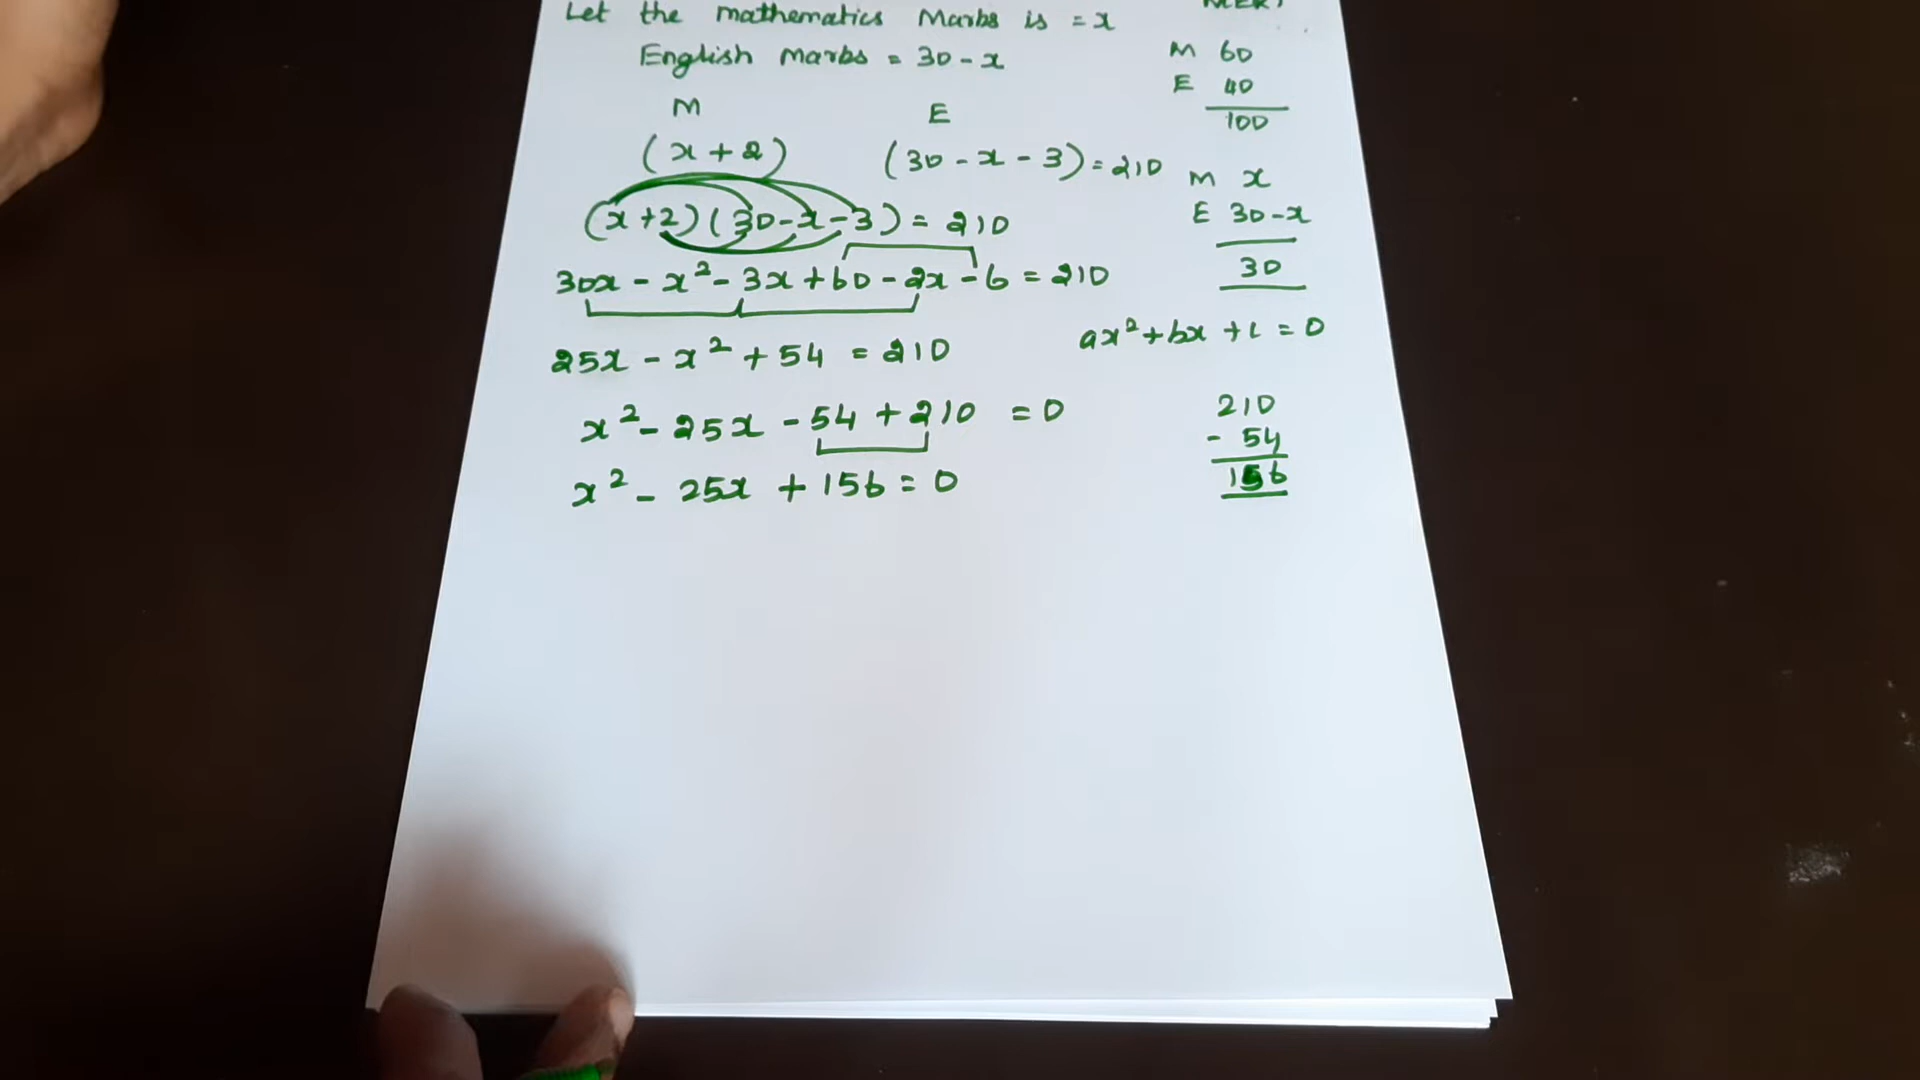 Let the mathematics Marks is = x
English Marks = 30 - x
M 60
E 40
100
M E
(x + 2) (30 - x - 3) = 210
M x
E 30-x
30
(x +2) (30 - x - 3) = 210
30x - x² - 3x + 60 - 2x - 6 = 210
ax² + bx + c = 0
25x - x² + 54 = 210
x² - 25x - 54 + 210 = 0
210
- 54
156
x² - 25x + 156 = 0